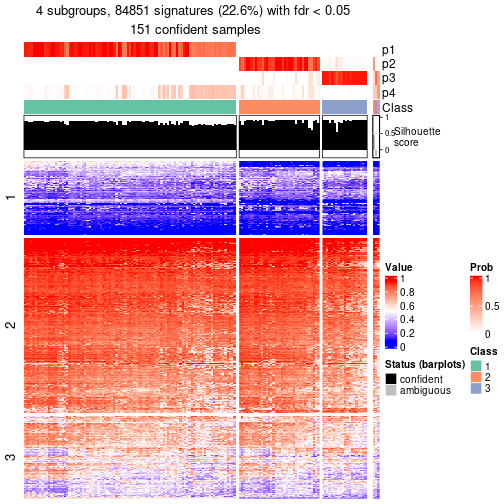 4 subgroups, 84851 signatures (22.6%) with fdr < 0.05
151 confident samples
p1
p2
p3
p4
Class
1
0.5
0
Silhouette
score
1
2
3
Value
1
0.8
0.6
0.4
0.2
0
Status (barplots)
confident
ambiguous
Prob
1
0.5
0
Class
1
2
3